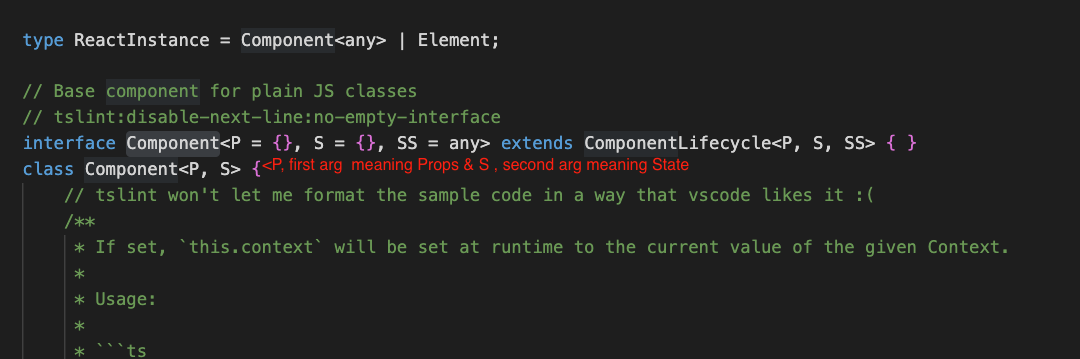 type ReactInstance = Component<any> | Element;
// Base component for plain JS classes
// tslint:disable-next-line:no-empty-interface
interface Component<P = {}, S = {}, SS = any> extends ComponentLifecycle<P, S, SS> { }
class Component<P, S> {<P, first arg meaning Props & S , second arg meaning State
// tslint won't let me format the sample code in a way that vscode likes it :(
/**
* If set, `this.context` will be set at runtime to the current value of the given Context.
*
* Usage:
*
* ```ts